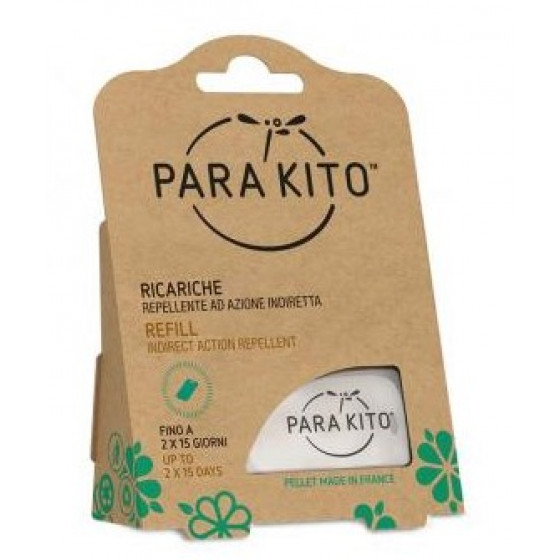 PARA KITO™
RICARICHE
REPELLENTE AD AZIONE INDIRETTA
REFILL
INDIRECT ACTION REPELLENT
FINO A
2 X 15 GIORNI
UP TO
2 X 15 DAYS
PARA KITO™
PELLET MADE IN FRANCE